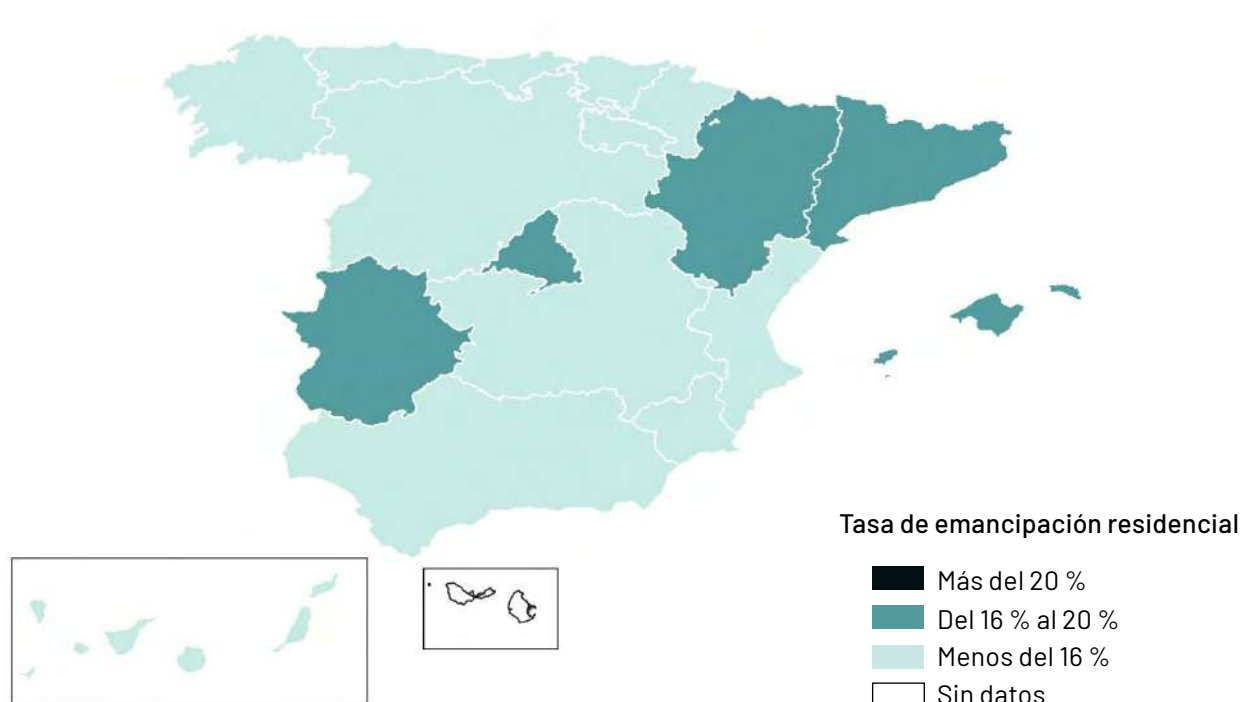 Tasa de emancipación residencial
Más del 20 %
Del 16 % al 20 %
Menos del 16 %
Sin datos